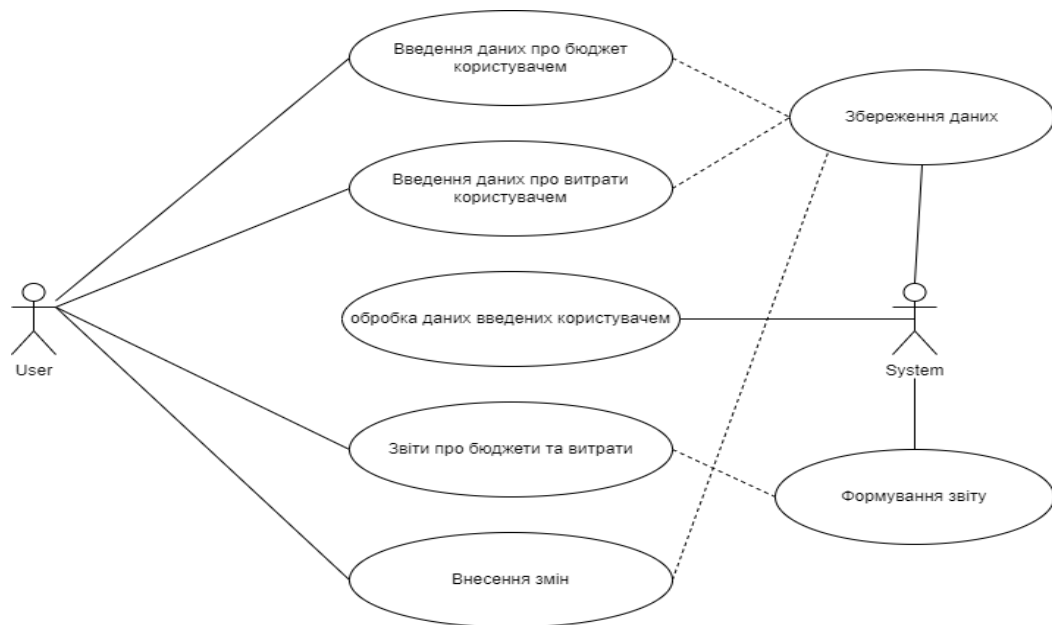 Введення даних про бюджет
користувачем
Збереження даних
Введення даних про витрати
користувачем
обробка даних введених користувачем
User
System
Звіти про бюджети та витрати
Формування звіту
Внесення змін